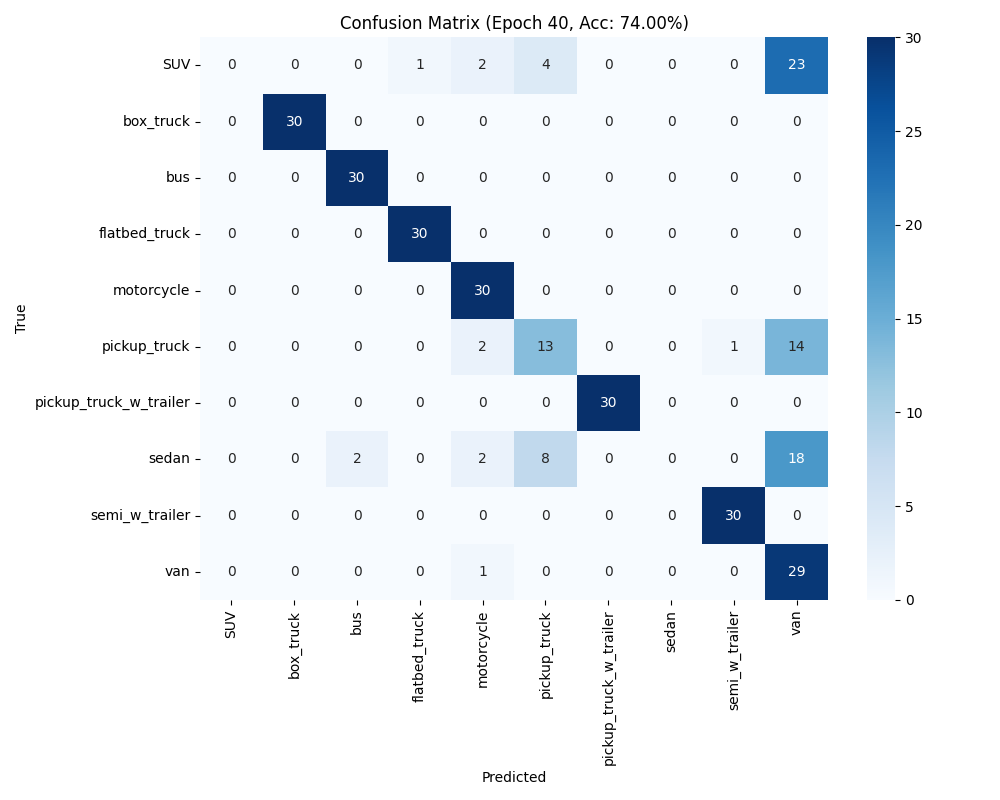 Confusion Matrix (Epoch 40, Acc: 74.00%)
SUV 0 0 0 1 2 4 0 0 0 23
box_truck 0 30 0 0 0 0 0 0 0 0
bus 0 0 30 0 0 0 0 0 0 0
flatbed_truck 0 0 0 30 0 0 0 0 0 0
motorcycle 0 0 0 0 30 0 0 0 0 0
pickup_truck 0 0 0 0 2 13 0 0 1 14
pickup_truck_w_trailer 0 0 0 0 0 0 30 0 0 0
sedan 0 0 2 0 2 8 0 0 0 18
semi_w_trailer 0 0 0 0 0 0 0 0 30 0
van 0 0 0 0 1 0 0 0 0 29
True
SUV
box_truck
bus
flatbed_truck
motorcycle
pickup_truck
pickup_truck_w_trailer
sedan
semi_w_trailer
van
Predicted
30
25
20
15
10
5
0